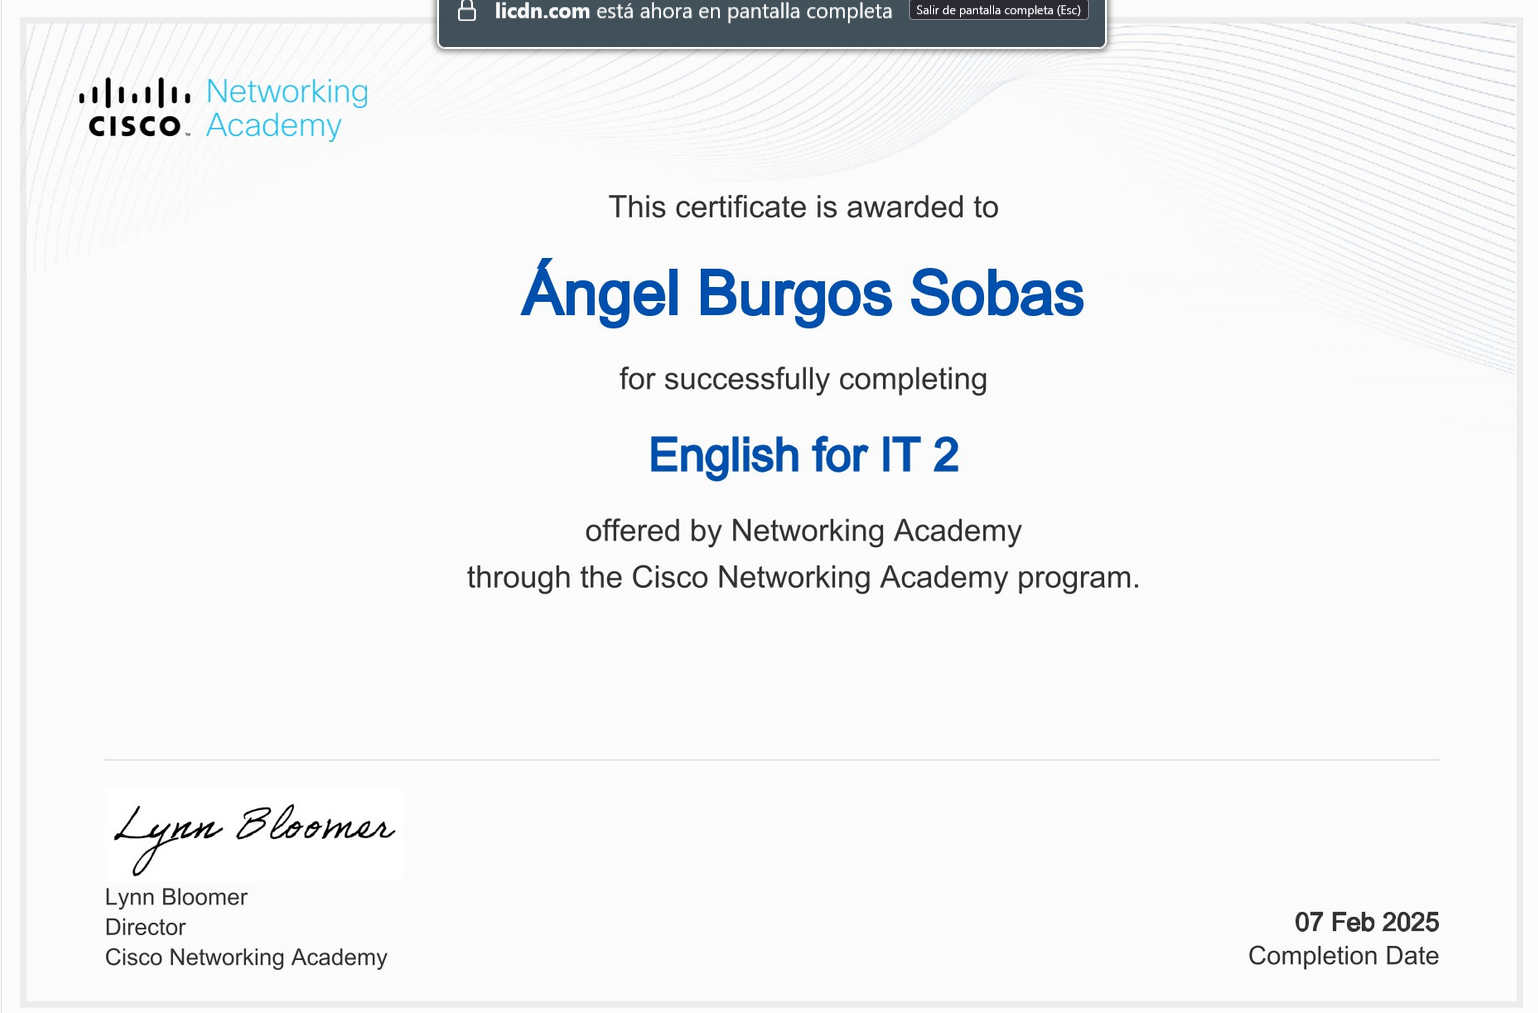 licdn.com está ahora en pantalla completa Salir de pantalla completa (Esc)
CISCO™ Networking Academy
This certificate is awarded to
Ángel Burgos Sobas
for successfully completing
English for IT 2
offered by Networking Academy
through the Cisco Networking Academy program.
Lynn Bloomer
Lynn Bloomer
Director
Cisco Networking Academy
07 Feb 2025
Completion Date